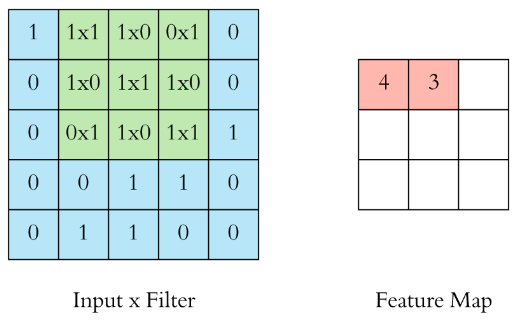 1 1x1 1x0 0x1 0
0 1x0 1x1 1x0 0
4 3
0 0x1 1x0 1x1 1
0 0 1 1 0
0 1 1 0 0
Input x Filter
Feature Map